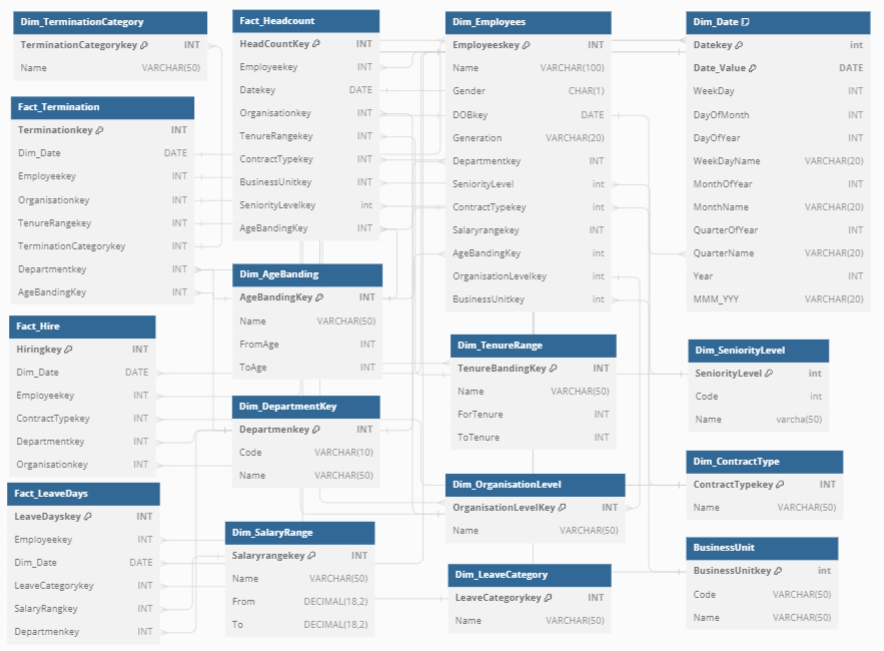 Dim_TerminationCategory
TerminationCategorykey INT
Name VARCHAR(50)
Fact_Termination
Terminationkey INT
Dim_Date DATE
Employeekey INT
Organisationkey INT
TenureRangekey INT
TerminationCategorykey INT
Departmentkey INT
AgeBandingKey INT
Fact_Hire
Hiringkey INT
Dim_Date DATE
Employeekey INT
ContractTypekey INT
Departmentkey INT
Organisationkey INT
Fact_LeaveDays
LeaveDayskey INT
Employeekey INT
Dim_Date DATE
LeaveCategorykey INT
SalaryRangkey INT
Departmenkey INT
Fact_Headcount
HeadCountKey INT
Employeekey INT
Datekey DATE
Organisationkey INT
TenureRangekey INT
ContractTypekey INT
BusinessUnitkey INT
SeniorityLevelkey int
AgeBandingKey INT
Dim_AgeBanding
AgeBandingKey INT
Name VARCHAR(50)
FromAge INT
ToAge INT
Dim_DepartmentKey
Departmenkey INT
Code VARCHAR(10)
Name VARCHAR(50)
Dim_SalaryRange
Salaryrangekey INT
Name VARCHAR(50)
From DECIMAL(18,2)
To DECIMAL(18,2)
Dim_Employees
Employeeskey INT
Name VARCHAR(100)
Gender CHAR(1)
DOBkey DATE
Generation VARCHAR(20)
Departmentkey INT
SeniorityLevel int
ContractTypekey int
Salaryrangekey INT
AgeBandingKey int
OrganisationLevelkey int
BusinessUnitkey int
Dim_TenureRange
TenureBandingKey INT
Name VARCHAR(50)
ForTenure INT
ToTenure INT
Dim_OrganisationLevel
OrganisationLevelKey INT
Name VARCHAR(50)
Dim_LeaveCategory
LeaveCategorykey INT
Name VARCHAR(50)
Dim_Date
Datekey int
Date_Value DATE
WeekDay INT
DayOfMonth INT
DayOfYear INT
WeekDayName VARCHAR(20)
MonthOfYear INT
MonthName VARCHAR(20)
QuarterOfYear INT
QuarterName VARCHAR(20)
Year INT
MMM_YYY VARCHAR(20)
Dim_SeniorityLevel
SeniorityLevel int
Code int
Name varcha(50)
Dim_ContractType
ContractTypekey INT
Name VARCHAR(50)
BusinessUnit
BusinessUnitkey int
Code VARCHAR(50)
Name VARCHAR(50)